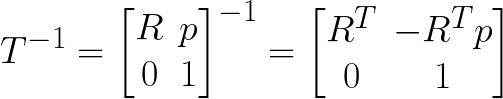 T^{-1} = \begin{bmatrix} R & p \\ 0 & 1 \end{bmatrix}^{-1} = \begin{bmatrix} R^T & -R^T p \\ 0 & 1 \end{bmatrix}